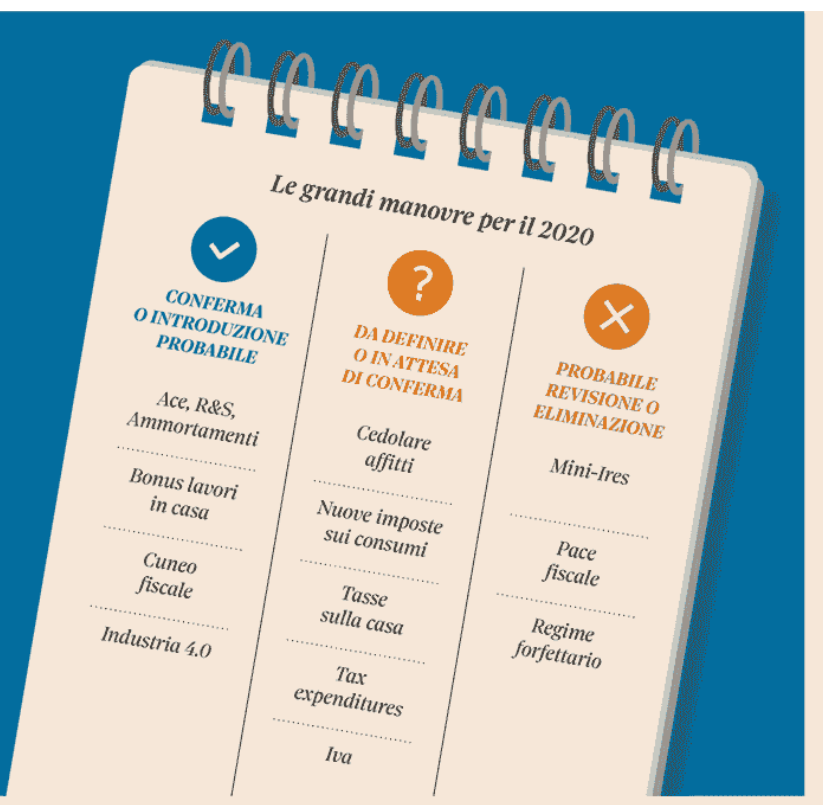 Le grandi manovre per il 2020
CONFERMA
O INTRODUZIONE
PROBABILE
Ace, R&S,
Ammortamenti
Bonus lavori
in casa
Cuneo
fiscale
Industria 4.0
?
DA DEFINIRE
O IN ATTESA
DI CONFERMA
Cedolare
affitti
Nuove imposte
sui consumi
Tasse
sulla casa
Tax
expenditures
Iva
PROBABILE
REVISIONE O
ELIMINAZIONE
Mini-Ires
Pace
fiscale
Regime
forfettario